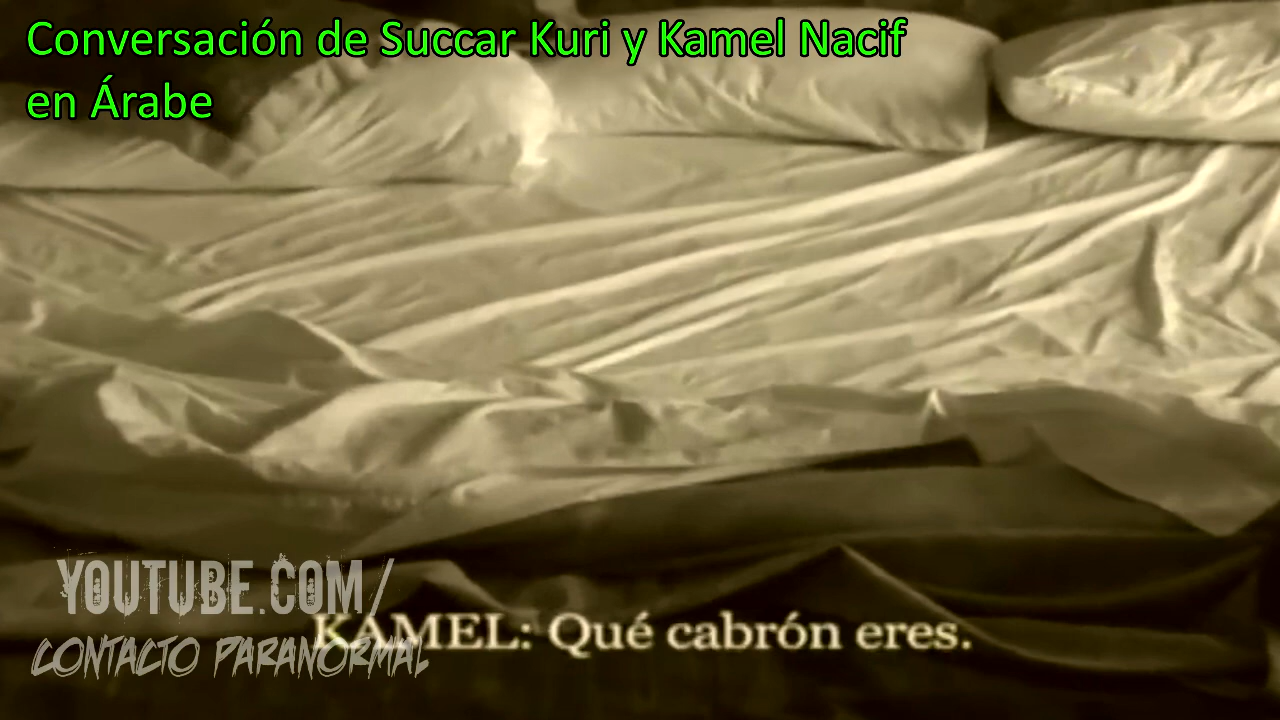 Conversación de Succar Kuri y Kamel Nacif
en Árabe
YOUTUBE.COM/
CONTACTO PARANORMAL
KAMEL: Qué cabrón eres.